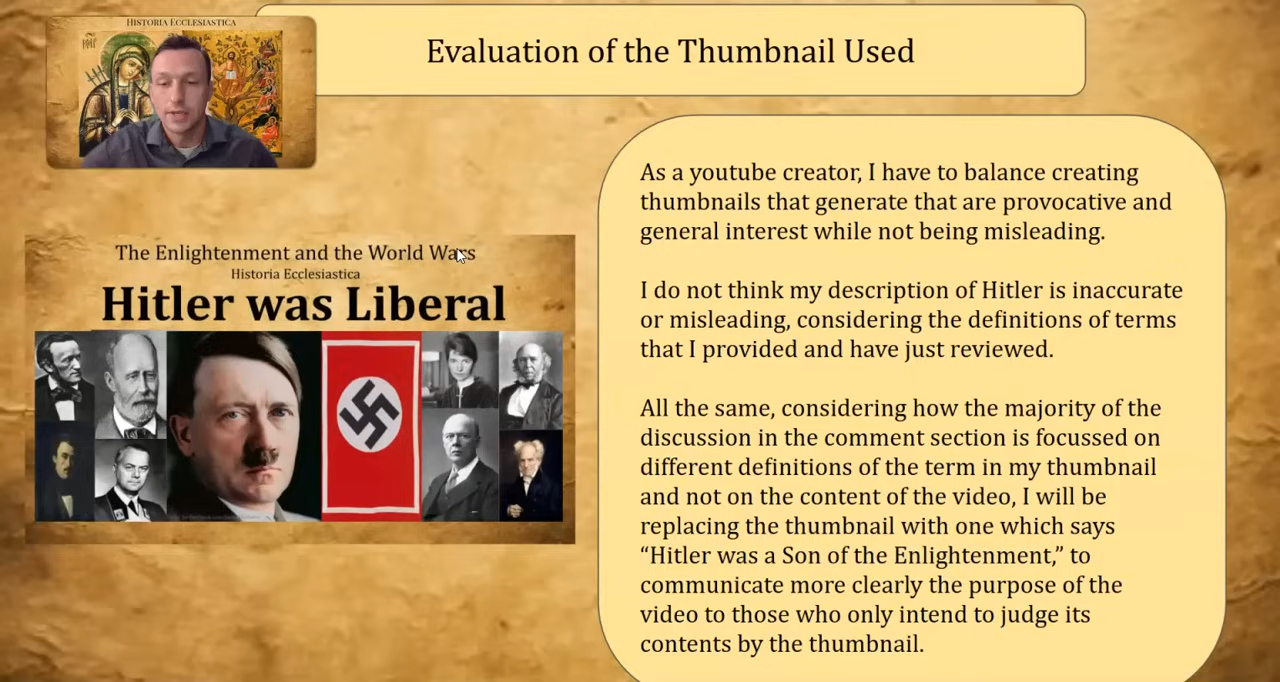 HISTORIA ECCLESIASTICA
Evaluation of the Thumbnail Used
The Enlightenment and the World Wars
Historia Ecclesiastica
Hitler was Liberal
As a youtube creator, I have to balance creating
thumbnails that generate that are provocative and
general interest while not being misleading.
I do not think my description of Hitler is inaccurate
or misleading, considering the definitions of terms
that I provided and have just reviewed.
All the same, considering how the majority of the
discussion in the comment section is focussed on
different definitions of the term in my thumbnail
and not on the content of the video, I will be
replacing the thumbnail with one which says
“Hitler was a Son of the Enlightenment,” to
communicate more clearly the purpose of the
video to those who only intend to judge its
contents by the thumbnail.